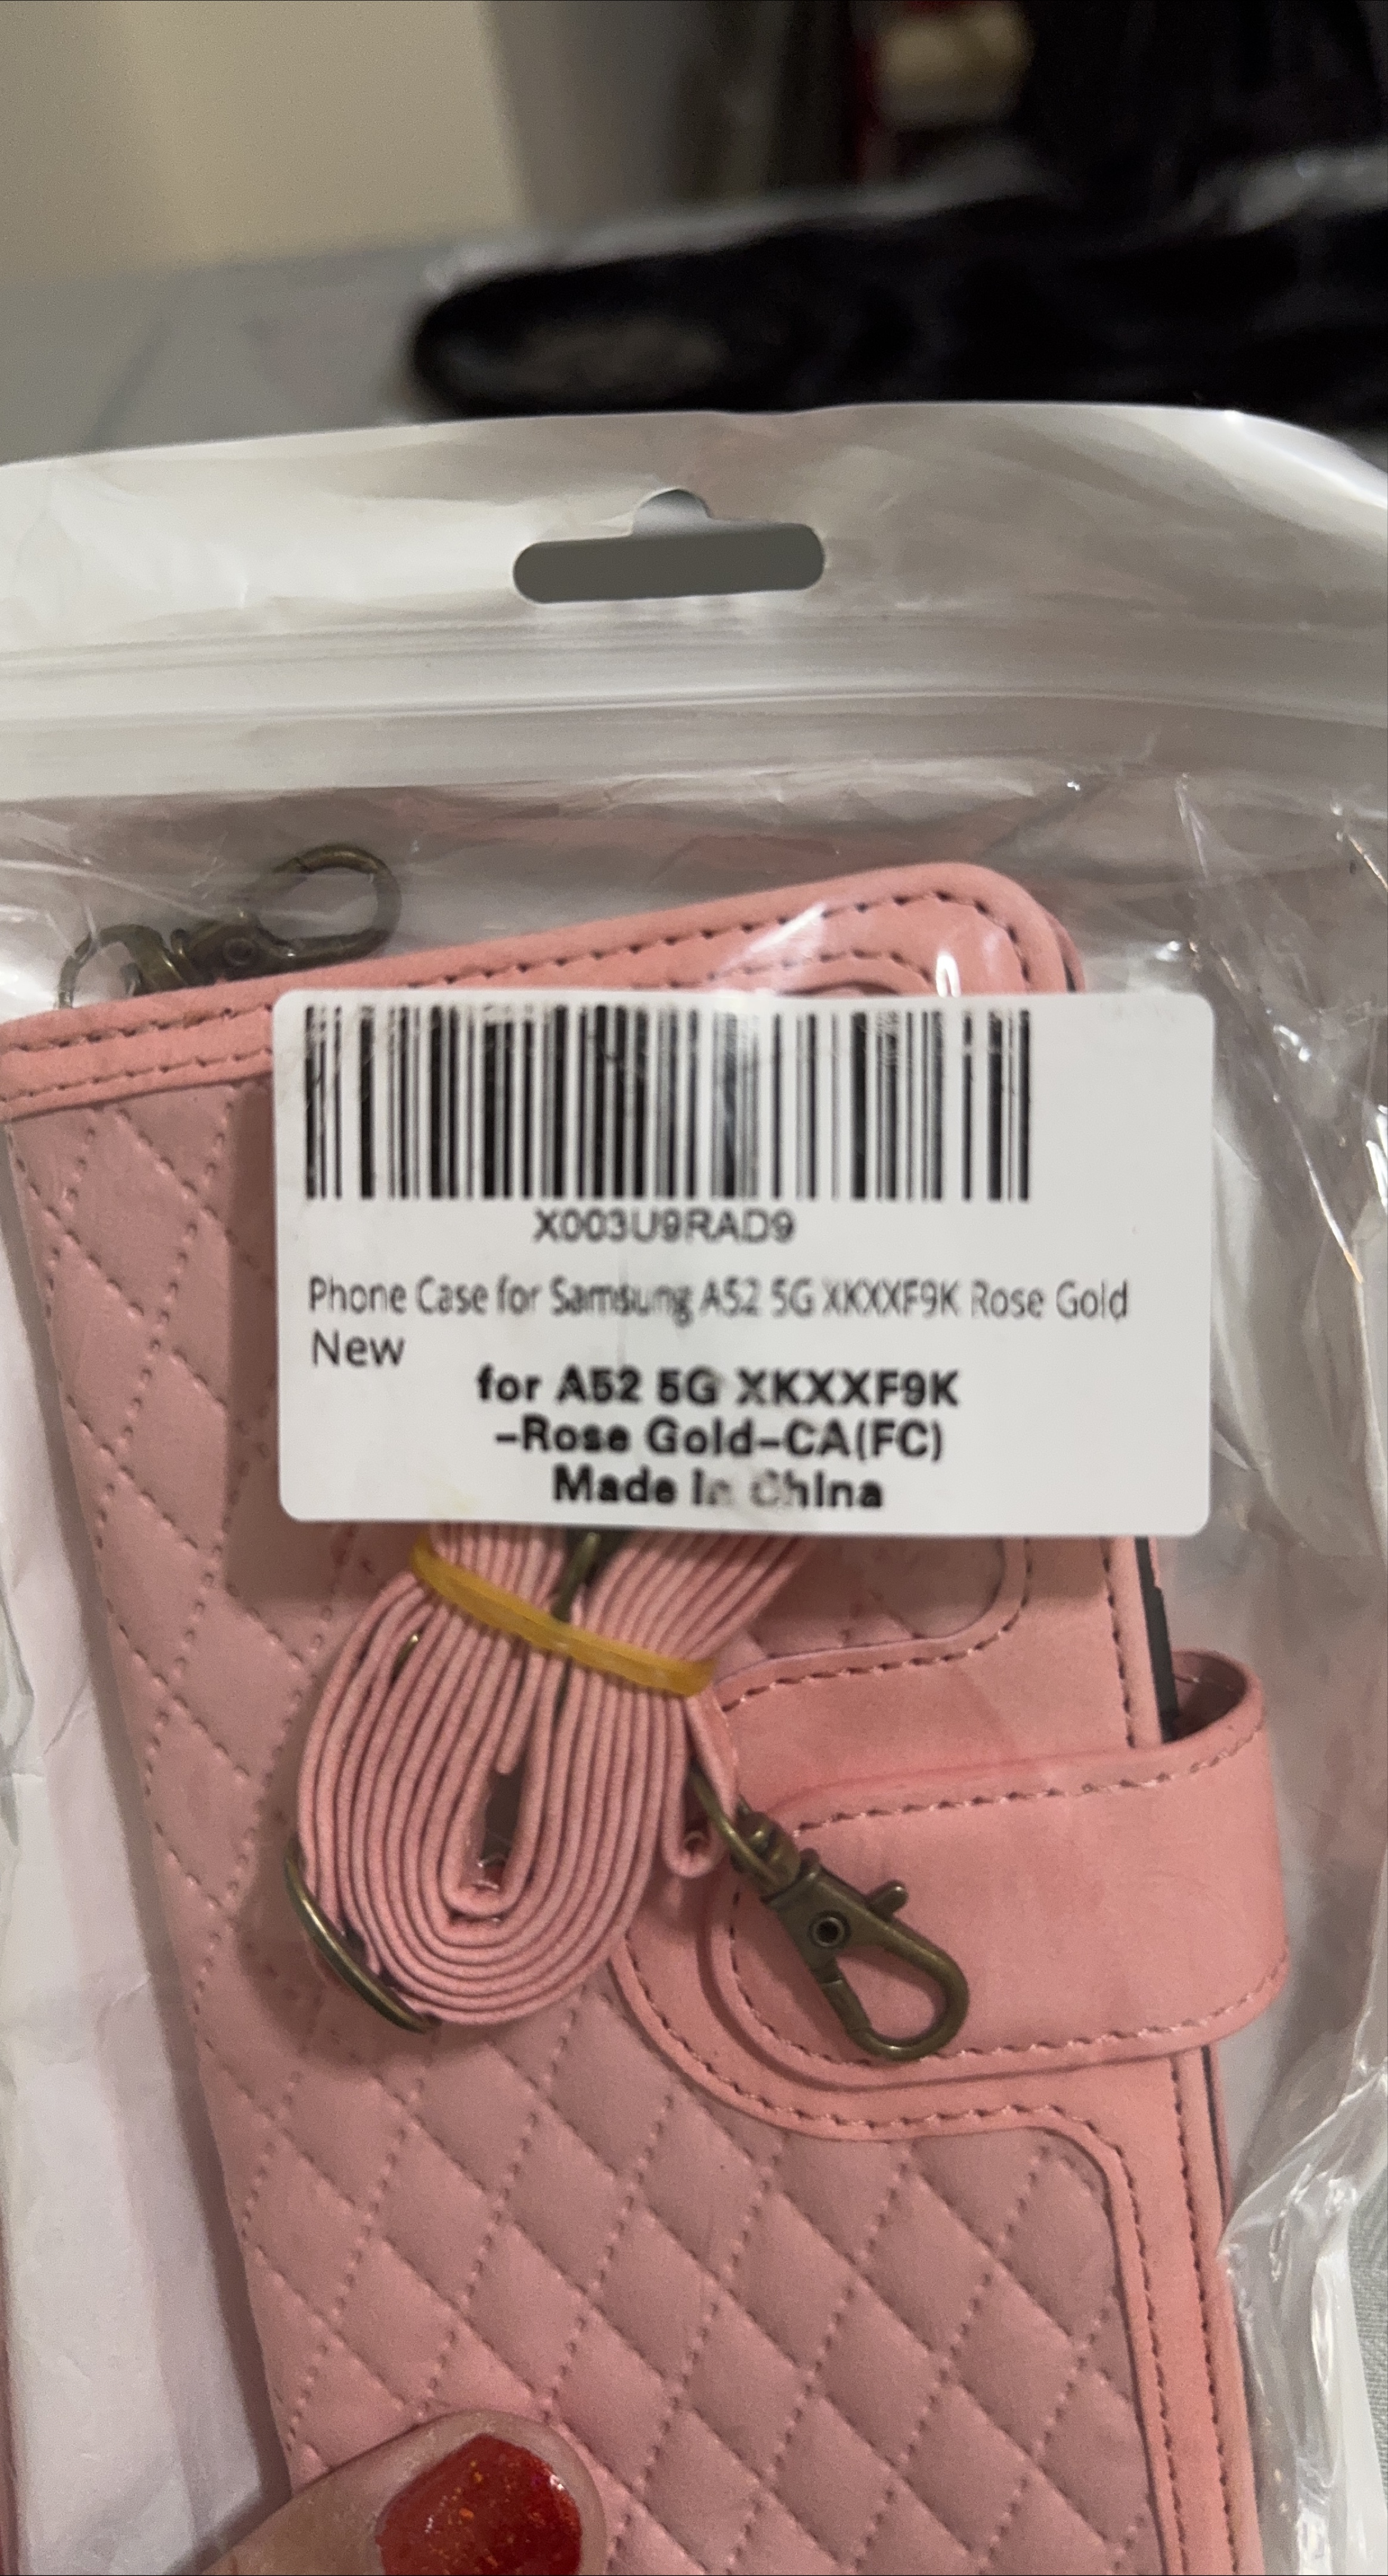 X003U9RAD9
Phone Case for Samsung A52 5G XKXXF9K Rose Gold
New
for A52 5G XKXXF9K
-Rose Gold-CA(FC)
Made In China